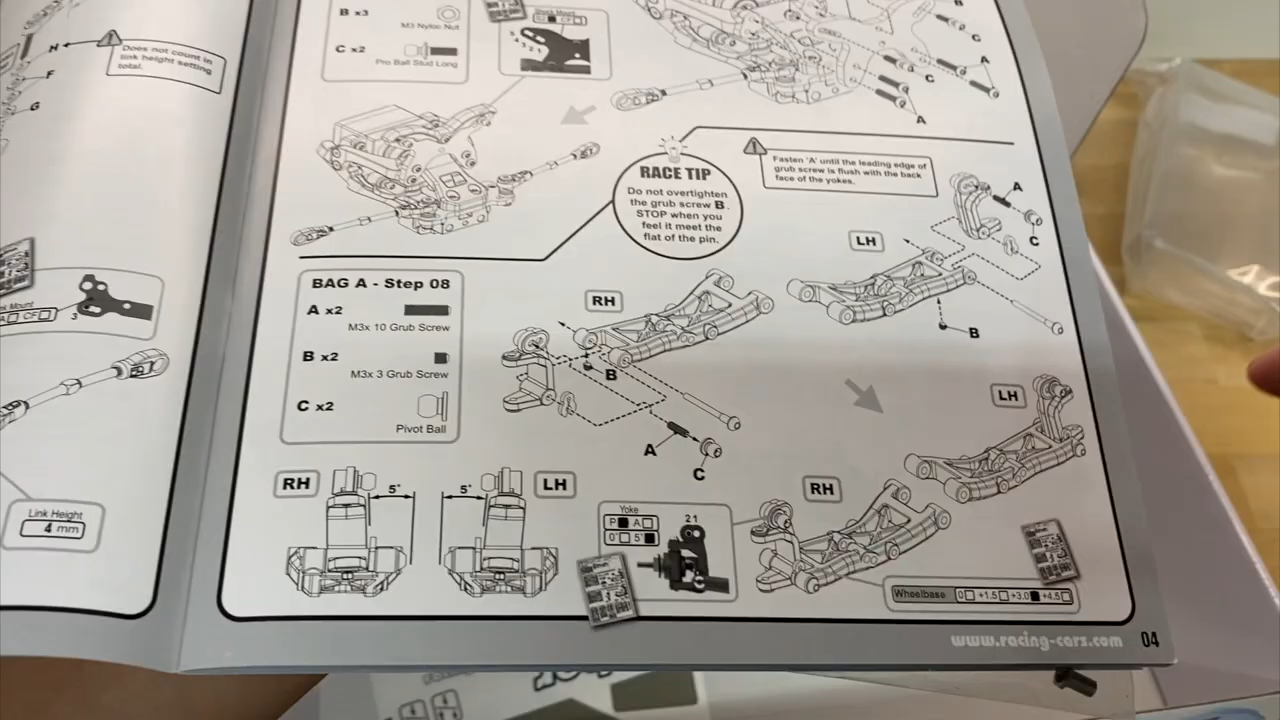 Does not count in
link height setting
total.
H
F
G
3
Link Height
4 mm
B x3
M3 Nyloc Nut
C x2
Pro Ball Stud Long
B
C
A
C
A
RACE TIP
Do not overtighten
the grub screw B.
STOP when you
feel it meet the
flat of the pin.
Fasten 'A' until the leading edge of
grub screw is flush with the back
face of the yokes.
A
C
LH
B
BAG A - Step 08
A x2
M3x 10 Grub Screw
B x2
M3x 3 Grub Screw
C x2
Pivot Ball
RH
B
A
C
LH
RH
RH
5°
5°
LH
Yoke
P A
0° 5°
21
Wheelbase 0 +1.5 +3.0 +4.5
www.racing-cars.com 04